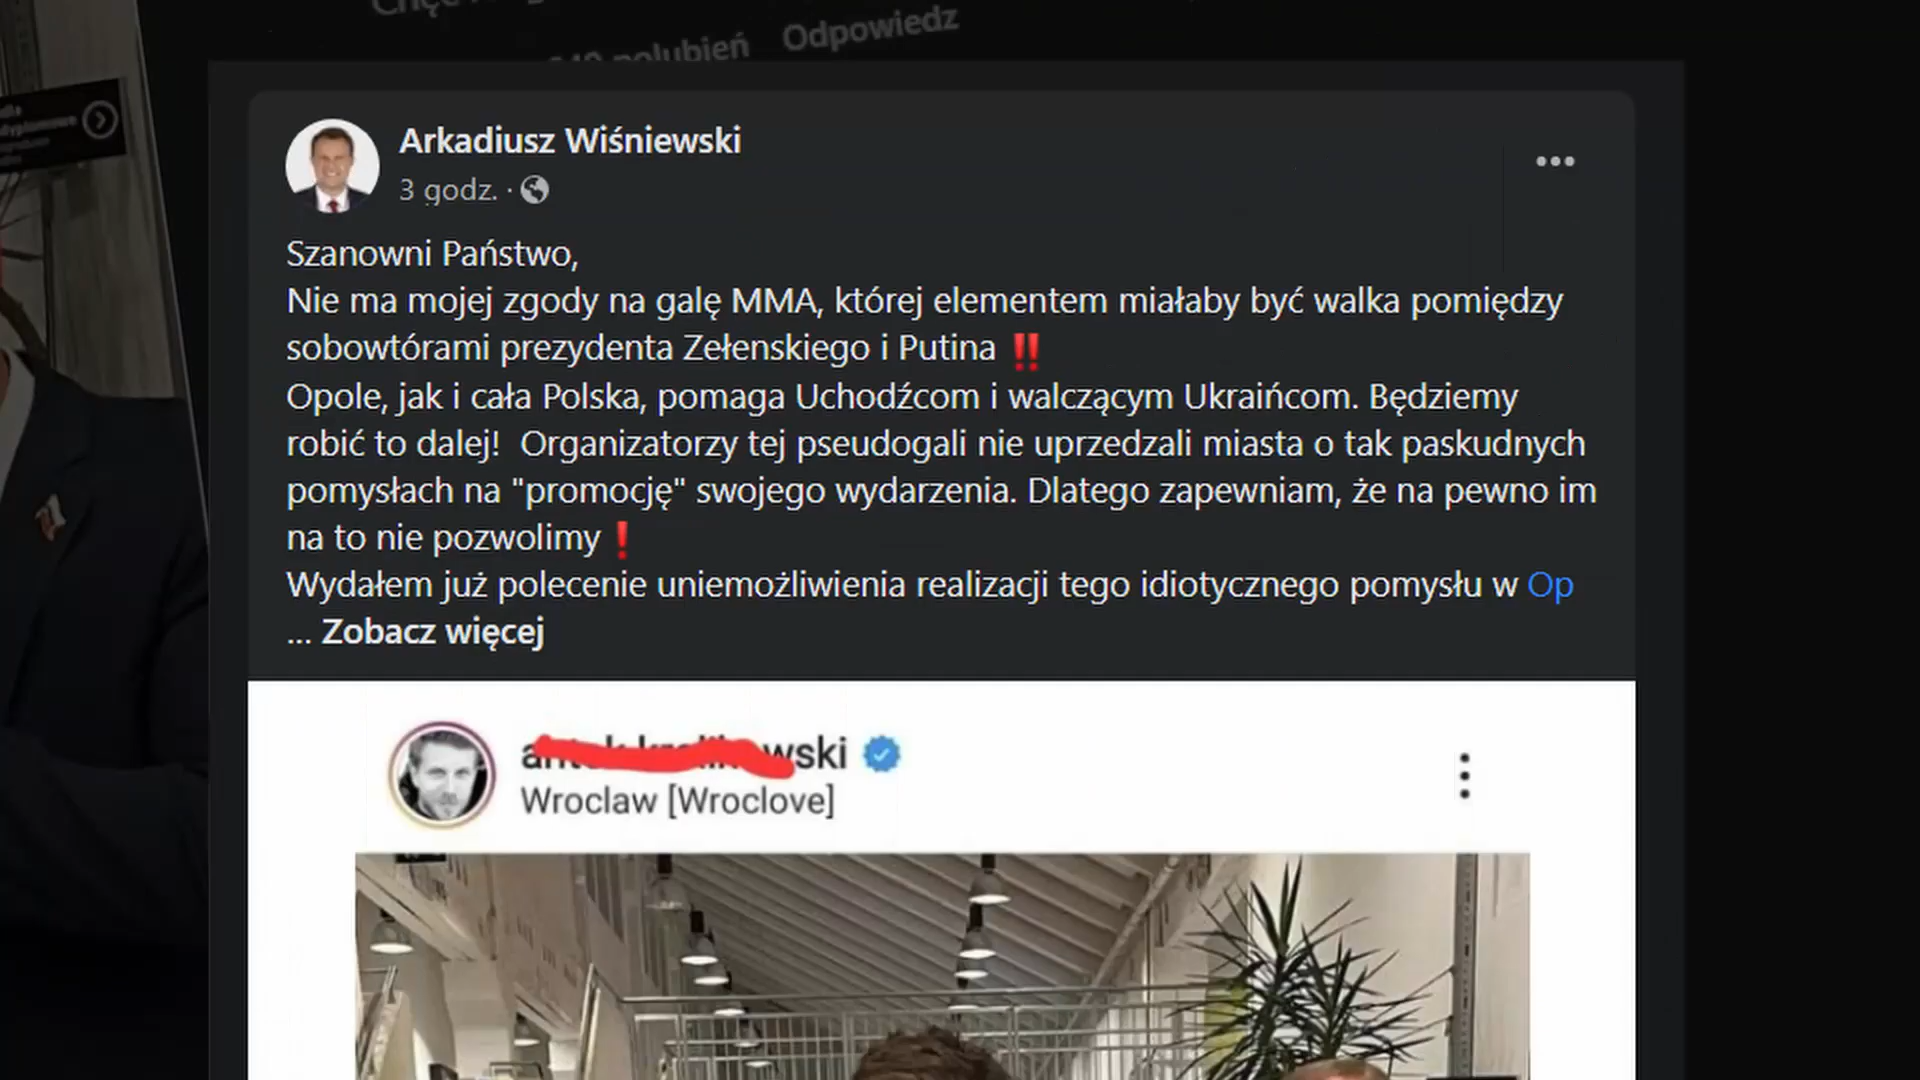 polubień Odpowiedz
Arkadiusz Wiśniewski
3 godz. ·
Szanowni Państwo,
Nie ma mojej zgody na galę MMA, której elementem miałaby być walka pomiędzy
sobowtórami prezydenta Zełenskiego i Putina ‼️
Opole, jak i cała Polska, pomaga Uchodźcom i walczącym Ukraińcom. Będziemy
robić to dalej!  Organizatorzy tej pseudogali nie uprzedzali miasta o tak paskudnych
pomysłach na "promocję" swojego wydarzenia. Dlatego zapewniam, że na pewno im
na to nie pozwolimy❗
Wydałem już polecenie uniemożliwienia realizacji tego idiotycznego pomysłu w Op
... Zobacz więcej
Wroclaw [Wroclove]